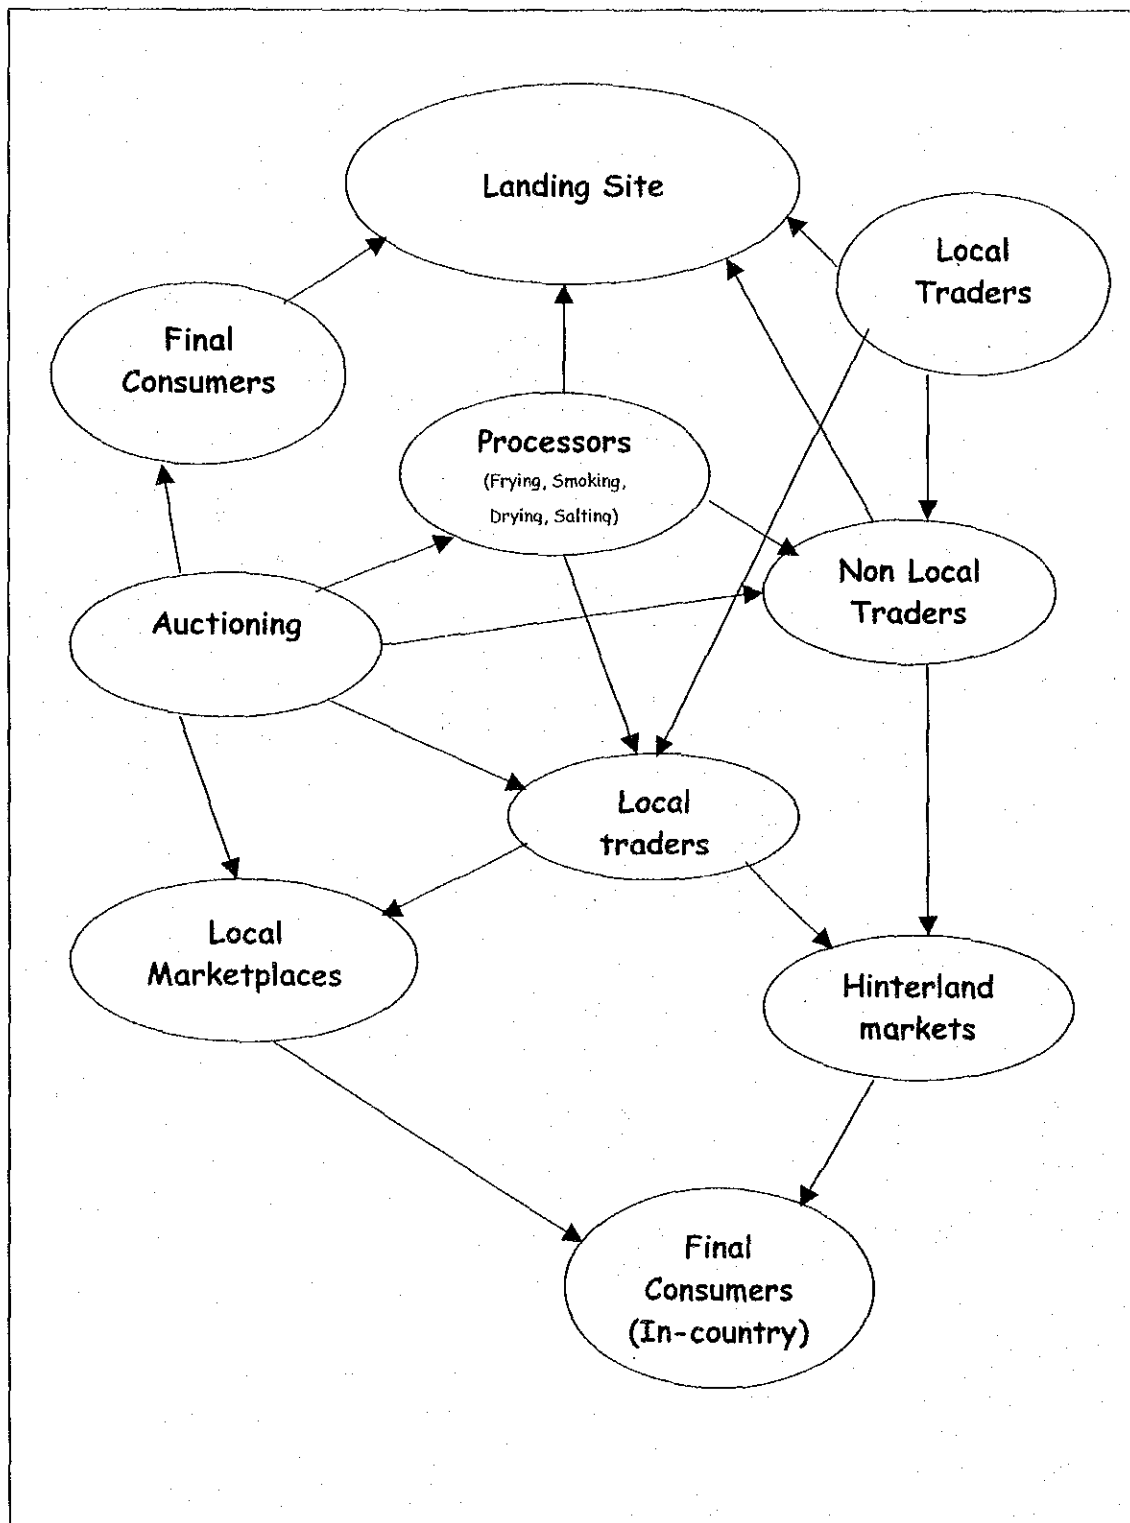 Landing Site
Local
Traders
Final
Consumers
Processors
(Frying, Smoking,
Drying, Salting)
Non Local
Traders
Auctioning
Local
traders
Local
Marketplaces
Hinterland
markets
Final
Consumers
(In-country)